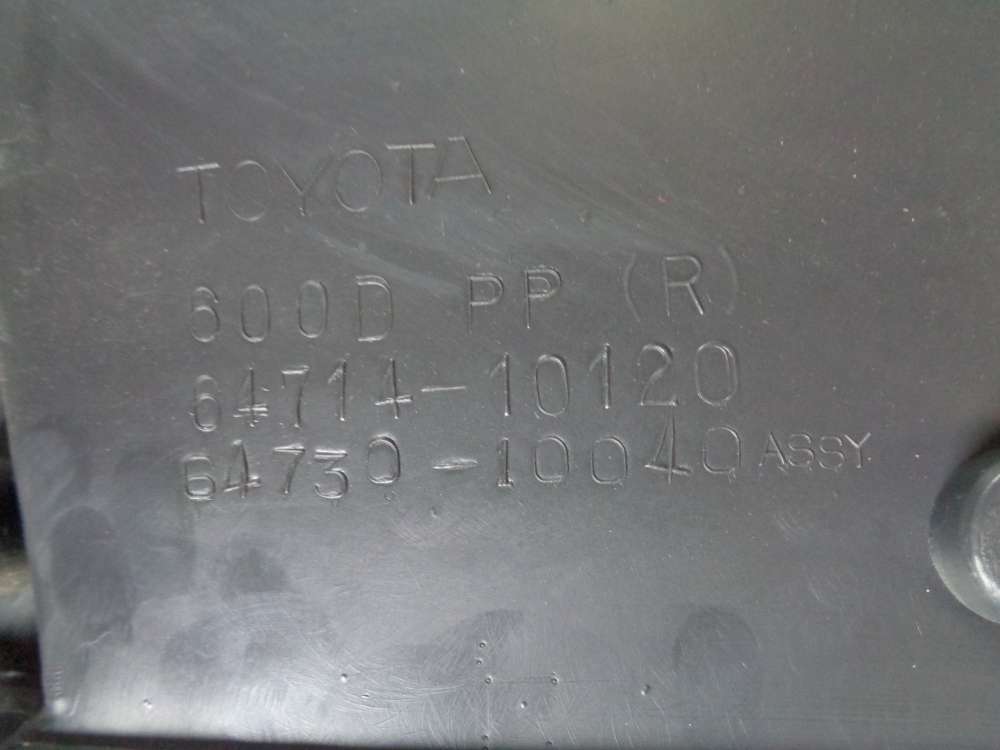 TOYOTA
600D PP (R)
64714-10120
64730-10040 ASSY